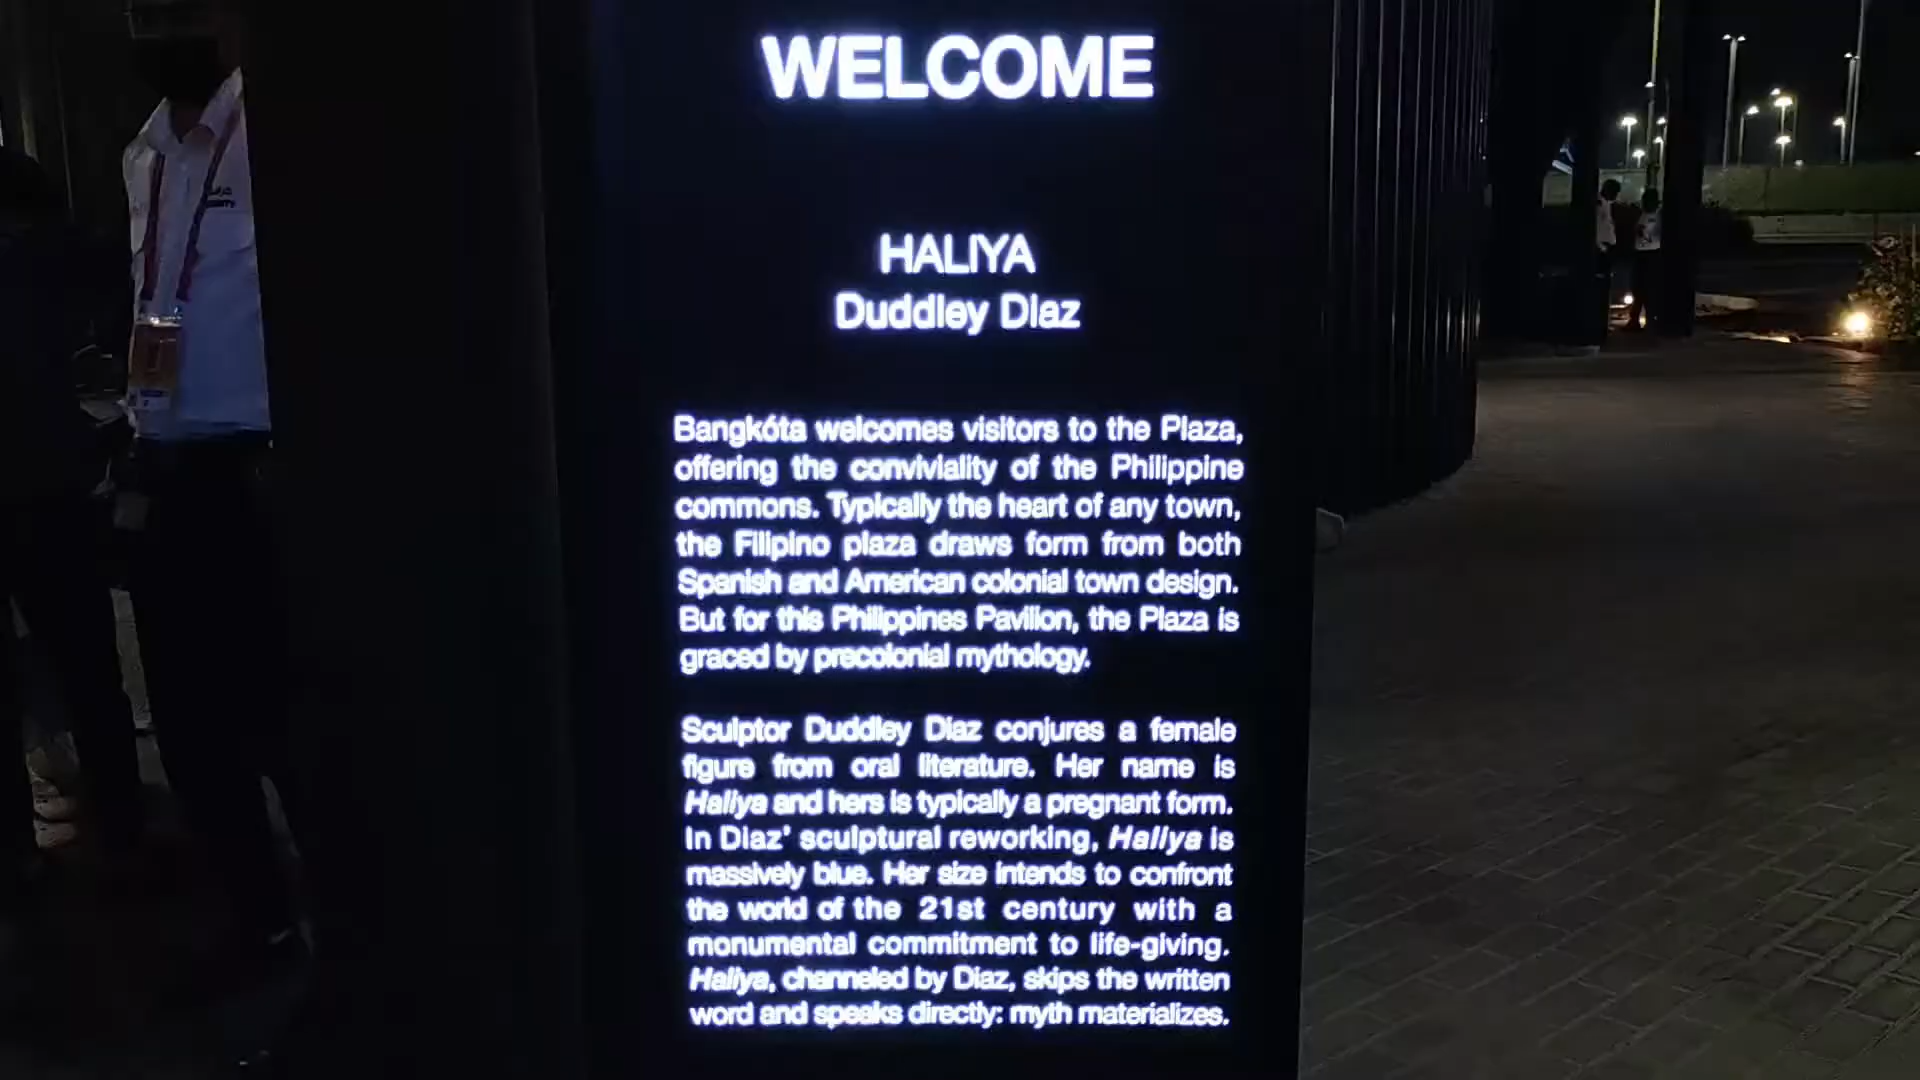 WELCOME
HALIYA
Duddley Diaz
Bangkóta welcomes visitors to the Plaza,
offering the conviviality of the Philippine
commons. Typically the heart of any town,
the Filipino plaza draws form from both
Spanish and American colonial town design.
But for this Philippines Pavilion, the Plaza is
graced by precolonial mythology.
Sculptor Duddley Diaz conjures a female
figure from oral literature. Her name is
Haliya and hers is typically a pregnant form.
In Diaz' sculptural reworking, Haliya is
massively blue. Her size intends to confront
the world of the 21st century with a
monumental commitment to life-giving.
Haliya, channeled by Diaz, skips the written
word and speaks directly: myth materializes.